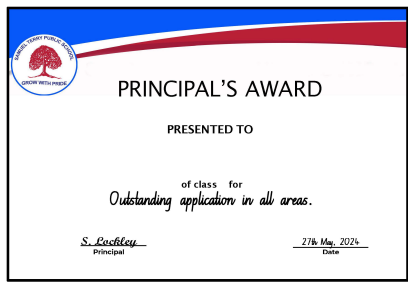 SAMUEL TERRY PUBLIC SCHOOL
GROW WITH PRIDE
PRINCIPAL'S AWARD
PRESENTED TO
of class for
Outstanding application in all areas.
S. Lockley 27th May, 2024
Principal Date